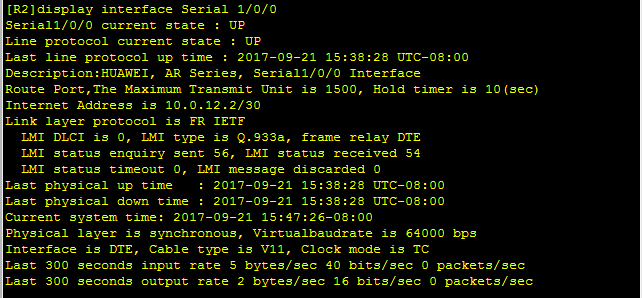 [R2]display interface Serial 1/0/0
Serial1/0/0 current state : UP
Line protocol current state : UP
Last line protocol up time : 2017-09-21 15:38:28 UTC-08:00
Description:HUAWEI, AR Series, Serial1/0/0 Interface
Route Port,The Maximum Transmit Unit is 1500, Hold timer is 10(sec)
Internet Address is 10.0.12.2/30
Link layer protocol is FR IETF
  LMI DLCI is 0, LMI type is Q.933a, frame relay DTE
  LMI status enquiry sent 56, LMI status received 54
  LMI status timeout 0, LMI message discarded 0
Last physical up time   : 2017-09-21 15:38:28 UTC-08:00
Last physical down time : 2017-09-21 15:38:28 UTC-08:00
Current system time: 2017-09-21 15:47:26-08:00
Physical layer is synchronous, Virtualbaudrate is 64000 bps
Interface is DTE, Cable type is V11, Clock mode is TC
Last 300 seconds input rate 5 bytes/sec 40 bits/sec 0 packets/sec
Last 300 seconds output rate 2 bytes/sec 16 bits/sec 0 packets/sec